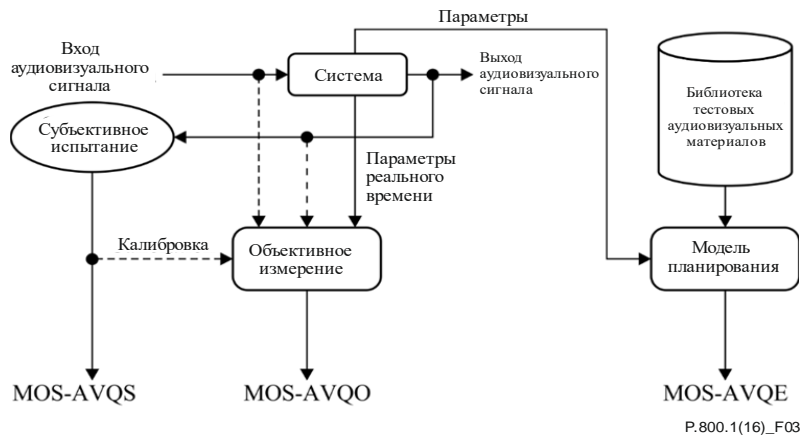 Параметры
Вход
аудиовизуального
сигнала
Система
Выход
аудиовизуального
сигнала
Библиотека
тестовых
аудиовизуальных
материалов
Субъективное
испытание
Параметры
реального
времени
Калибровка
Объективное
измерение
Модель
планирования
MOS-AVQS
MOS-AVQO
MOS-AVQE
P.800.1(16)_F03